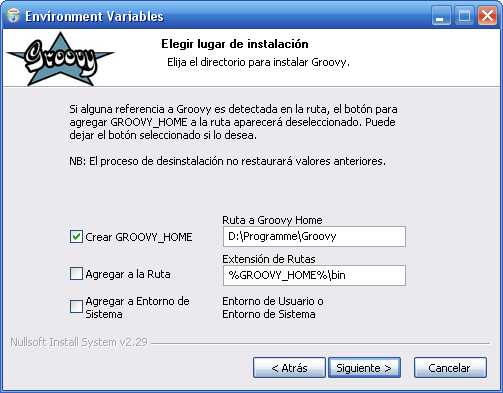 Environment Variables
Groovy
Elegir lugar de instalación
Elija el directorio para instalar Groovy.
Si alguna referencia a Groovy es detectada en la ruta, el botón para
agregar GROOVY_HOME a la ruta aparecerá deseleccionado. Puede
dejar el botón seleccionado si lo desea.
NB: El proceso de desinstalación no restaurará valores anteriores.
Ruta a Groovy Home
Crear GROOVY_HOME
D:\Programme\Groovy
Extensión de Rutas
Agregar a la Ruta
%GROOVY_HOME%\bin
Agregar a Entorno de
Sistema
Entorno de Usuario o
Entorno de Sistema
Nullsoft Install System v2.29
< Atrás
Siguiente >
Cancelar